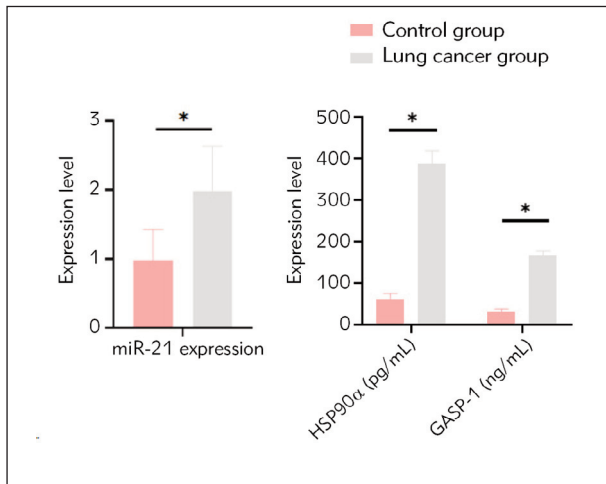 Control group
Lung cancer group
Expression level
3
2
1
0
*
miR-21 expression
Expression level
500
400
300
200
100
0
*
*
HSP90α (pg/mL)
GASP-1 (ng/mL)